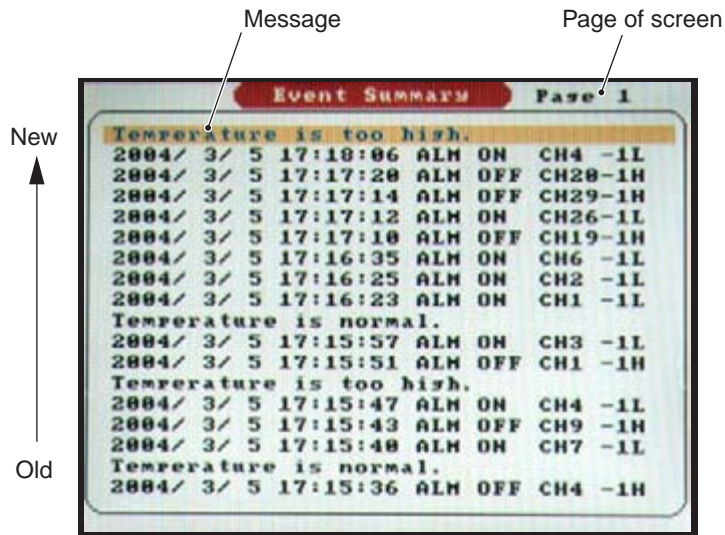 Message
Page of screen
Event Summary Page 1
New
Temperature is too high.
2004/ 3/ 5 17:18:06 ALM ON CH4 -1L
2004/ 3/ 5 17:17:20 ALM OFF CH20-1H
2004/ 3/ 5 17:17:14 ALM OFF CH29-1H
2004/ 3/ 5 17:17:12 ALM ON CH26-1L
2004/ 3/ 5 17:17:10 ALM OFF CH19-1H
2004/ 3/ 5 17:16:35 ALM ON CH6 -1L
2004/ 3/ 5 17:16:25 ALM ON CH2 -1L
2004/ 3/ 5 17:16:23 ALM ON CH1 -1L
Temperature is normal.
2004/ 3/ 5 17:15:57 ALM ON CH3 -1L
2004/ 3/ 5 17:15:51 ALM OFF CH1 -1H
Temperature is too high.
2004/ 3/ 5 17:15:47 ALM ON CH4 -1L
2004/ 3/ 5 17:15:43 ALM OFF CH9 -1H
2004/ 3/ 5 17:15:40 ALM ON CH7 -1L
Temperature is normal.
2004/ 3/ 5 17:15:36 ALM OFF CH4 -1H
Old